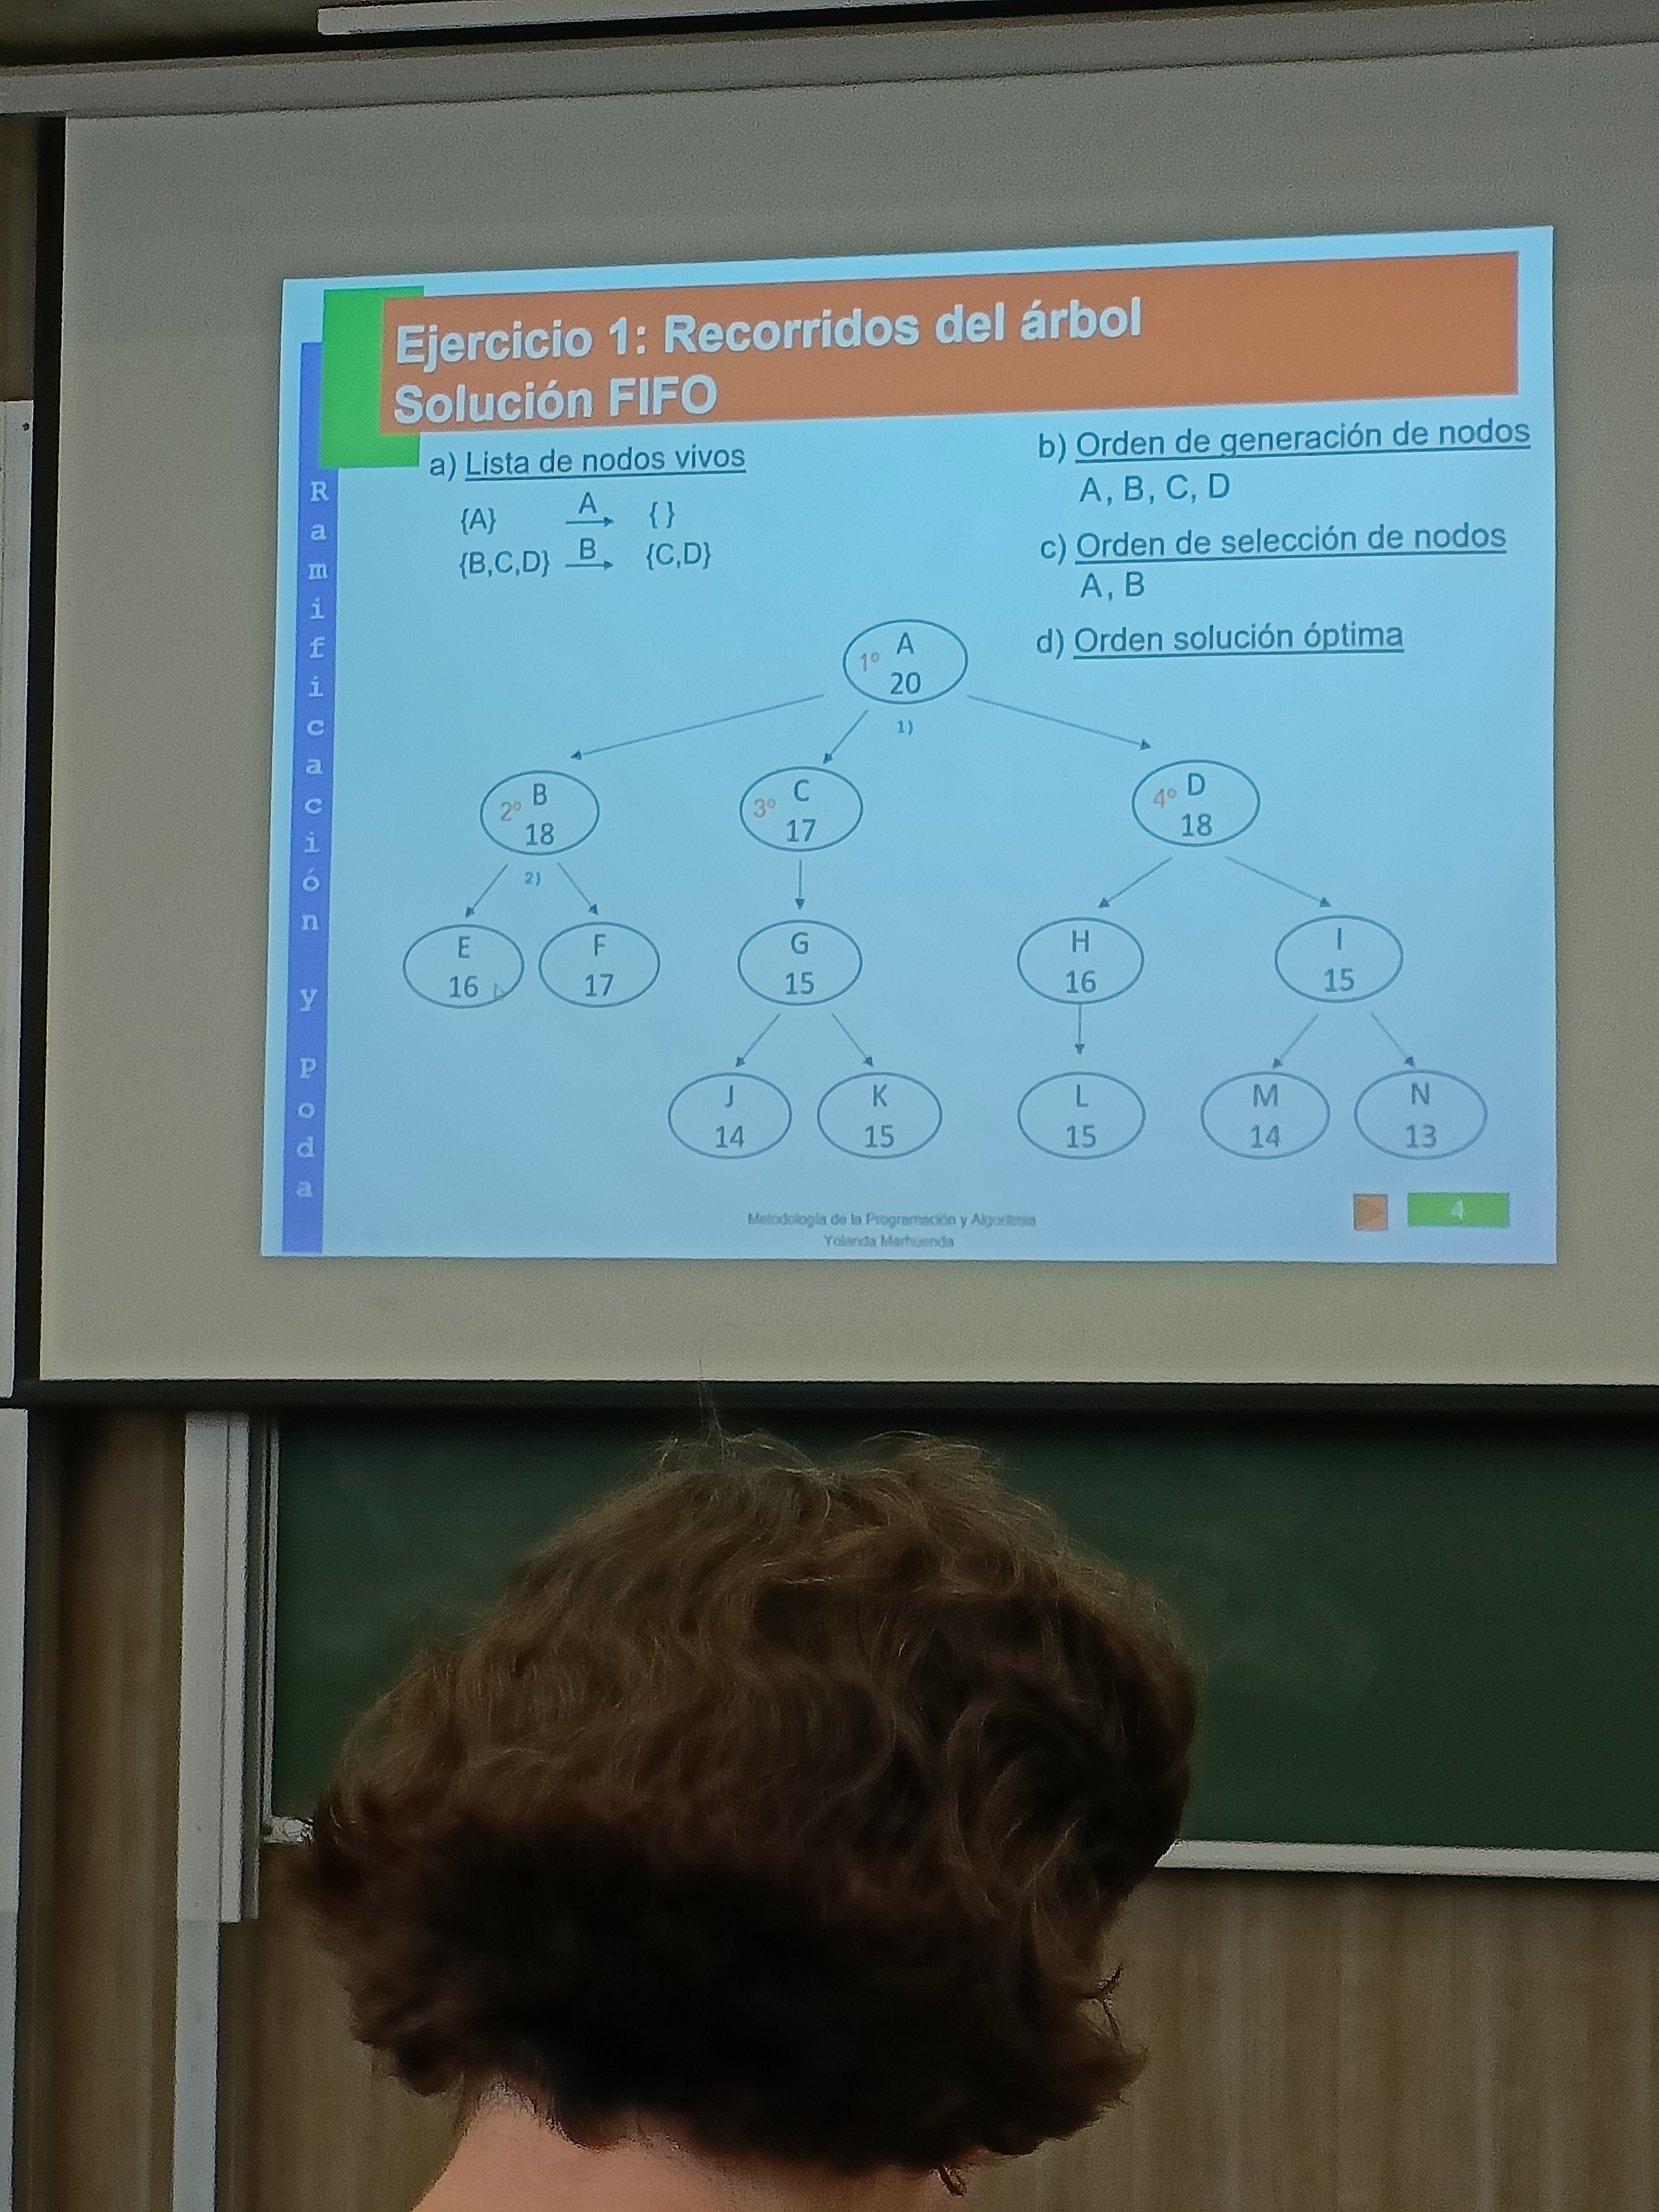 Ejercicio 1: Recorridos del árbol
Solución FIFO
Ramificación y Poda
a) Lista de nodos vivos
{A} A { }
{B,C,D} B {C,D}
b) Orden de generación de nodos
A, B, C, D
c) Orden de selección de nodos
A, B
d) Orden solución óptima
1º A
20
1)
2º B
18
3º C
17
4º D
18
2)
E
16
F
17
G
15
H
16
I
15
J
14
K
15
L
15
M
14
N
13
Metodología de la Programación y Algoritmia
Yolanda Marhuenda
4